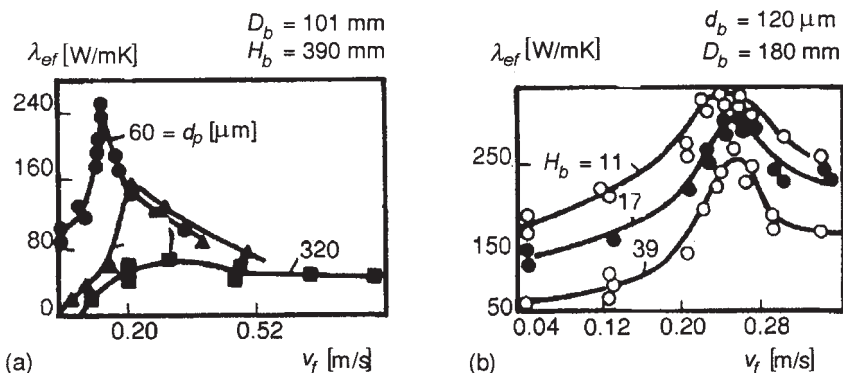 D_b = 101 mm
H_b = 390 mm
λ_ef [W/mK]
240
160
80
0
60 = d_p [μm]
320
0.20 0.52
(a) v_f [m/s]
d_b = 120 μm
D_b = 180 mm
λ_ef [W/mK]
250
150
50
H_b = 11
17
39
0.04 0.12 0.20 0.28
(b) v_f [m/s]